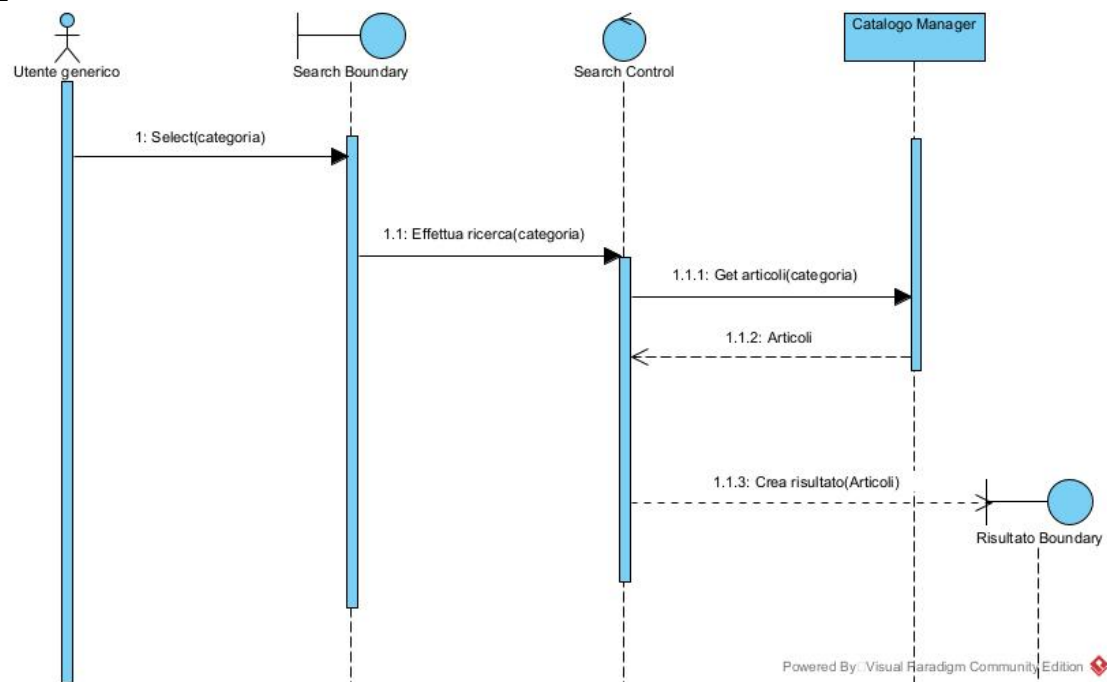 Utente generico
Search Boundary
Search Control
Catalogo Manager
1: Select(categoria)
1.1: Effettua ricerca(categoria)
1.1.1: Get articoli(categoria)
1.1.2: Articoli
1.1.3: Crea risultato(Articoli)
Risultato Boundary
Powered By Visual Paradigm Community Edition